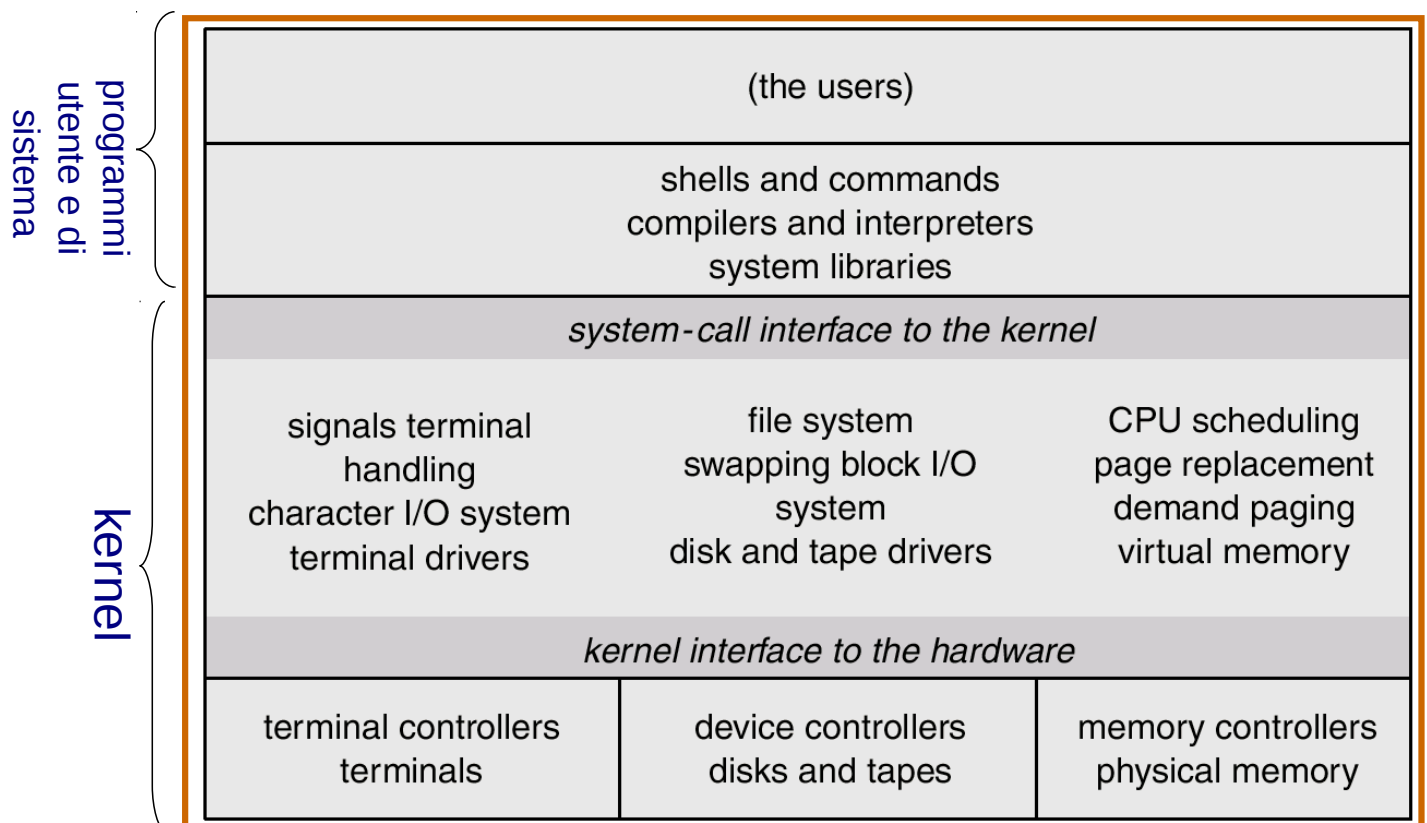 programmi
utente e di
sistema
(the users)
shells and commands
compilers and interpreters
system libraries
kernel
system-call interface to the kernel
signals terminal
handling
character I/O system
terminal drivers
file system
swapping block I/O
system
disk and tape drivers
CPU scheduling
page replacement
demand paging
virtual memory
kernel interface to the hardware
terminal controllers
terminals
device controllers
disks and tapes
memory controllers
physical memory